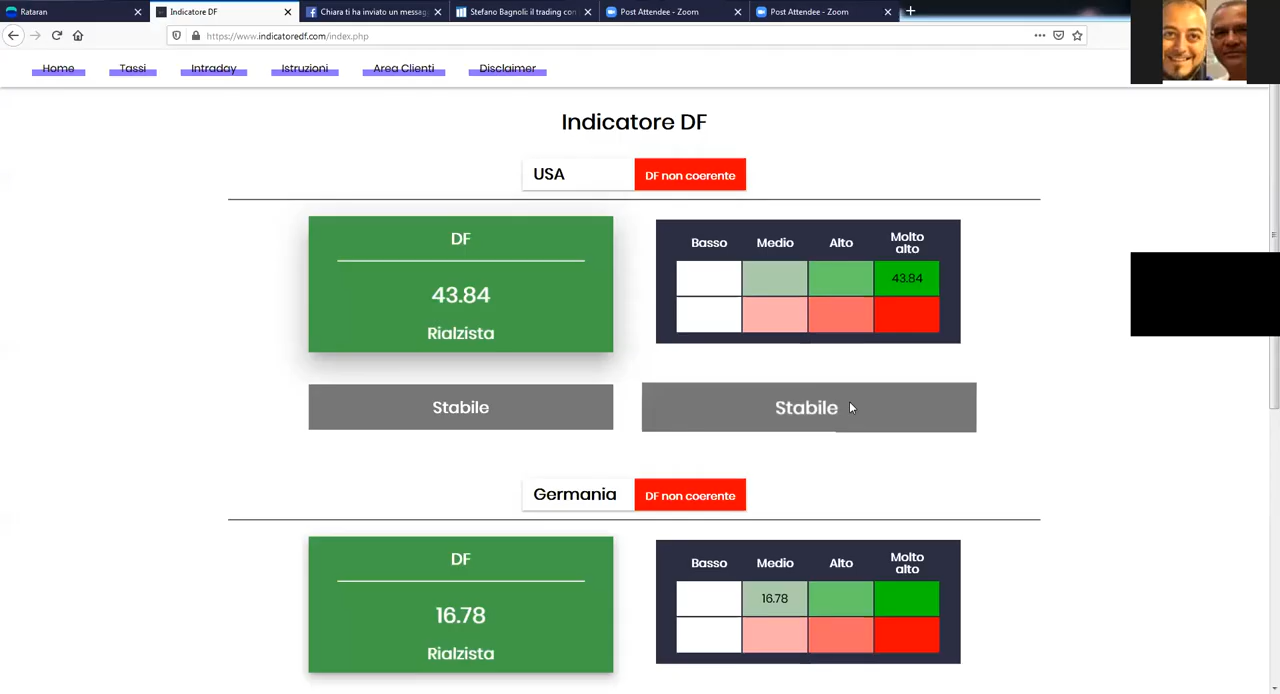 Rataran
Indicatore DF
Chiara ti ha inviato un messag
Stefano Bagnoli: il trading con
Post Attendee - Zoom
Post Attendee - Zoom
https://www.indicatoredf.com/index.php
Home
Tassi
Intraday
Istruzioni
Area Clienti
Disclaimer
Indicatore DF
USA
DF non coerente
DF
43.84
Rialzista
Basso
Medio
Alto
Molto
alto
43.84
Stabile
Stabile
Germania
DF non coerente
DF
16.78
Rialzista
Basso
Medio
Alto
Molto
alto
16.78